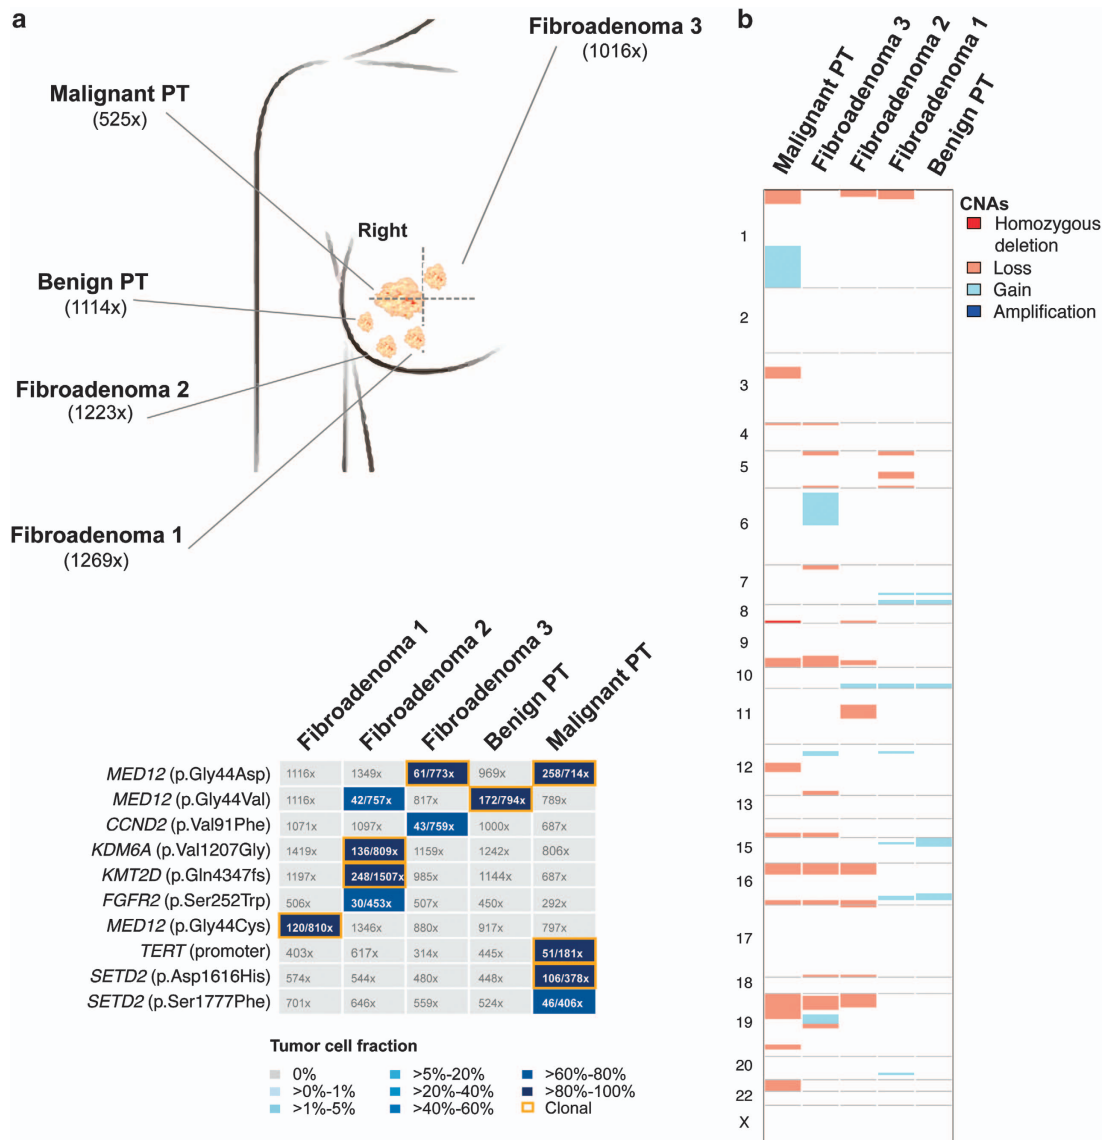 a
Fibroadenoma 3
(1016x)
Malignant PT
(525x)
Right
Benign PT
(1114x)
Fibroadenoma 2
(1223x)
Fibroadenoma 1
(1269x)
Fibroadenoma 1
Fibroadenoma 2
Fibroadenoma 3
Benign PT
Malignant PT
MED12 (p.Gly44Asp) 1116x 1349x 61/773x 969x 258/714x
MED12 (p.Gly44Val) 1116x 42/757x 817x 172/794x 789x
CCND2 (p.Val91Phe) 1071x 1097x 43/759x 1000x 687x
KDM6A (p.Val1207Gly) 1419x 136/809x 1159x 1242x 806x
KMT2D (p.Gln4347fs) 1197x 248/1507x 985x 1144x 687x
FGFR2 (p.Ser252Trp) 506x 30/453x 507x 450x 292x
MED12 (p.Gly44Cys) 120/810x 1346x 880x 917x 797x
TERT (promoter) 403x 617x 314x 445x 51/181x
SETD2 (p.Asp1616His) 574x 544x 480x 448x 106/378x
SETD2 (p.Ser1777Phe) 701x 646x 559x 524x 46/406x
Tumor cell fraction
0% >5%-20% >60%-80%
>0%-1% >20%-40% >80%-100%
>1%-5% >40%-60% Clonal
b
Malignant PT
Fibroadenoma 3
Fibroadenoma 2
Fibroadenoma 1
Benign PT
CNAs
Homozygous
deletion
Loss
Gain
Amplification
1
2
3
4
5
6
7
8
9
10
11
12
13
15
16
17
18
19
20
22
X